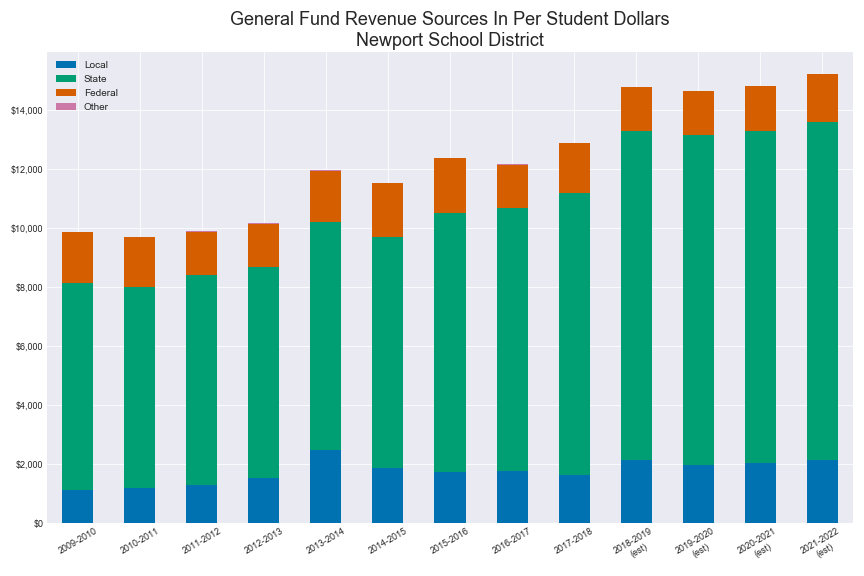 General Fund Revenue Sources In Per Student Dollars
Newport School District
Local
State
Federal
Other
$14,000
$12,000
$10,000
$8,000
$6,000
$4,000
$2,000
$0
2009-2010
2010-2011
2011-2012
2012-2013
2013-2014
2014-2015
2015-2016
2016-2017
2017-2018
2018-2019
(est)
2019-2020
(est)
2020-2021
(est)
2021-2022
(est)